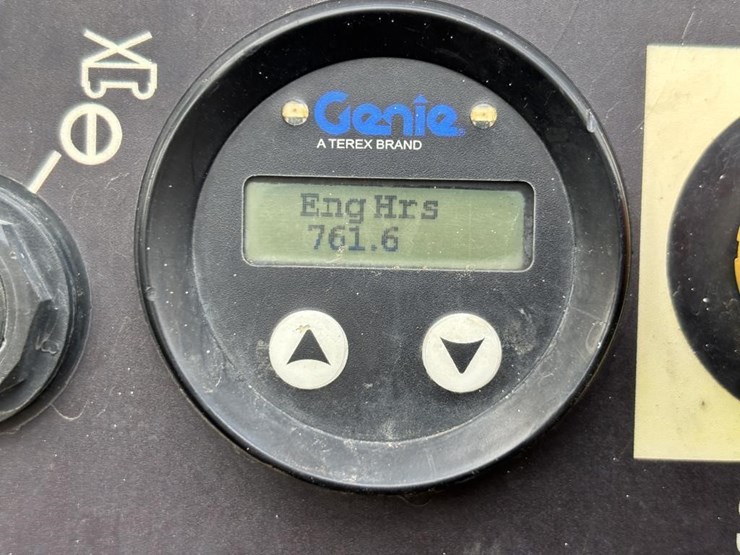 Genie
A TEREX BRAND
Eng Hrs
761.6